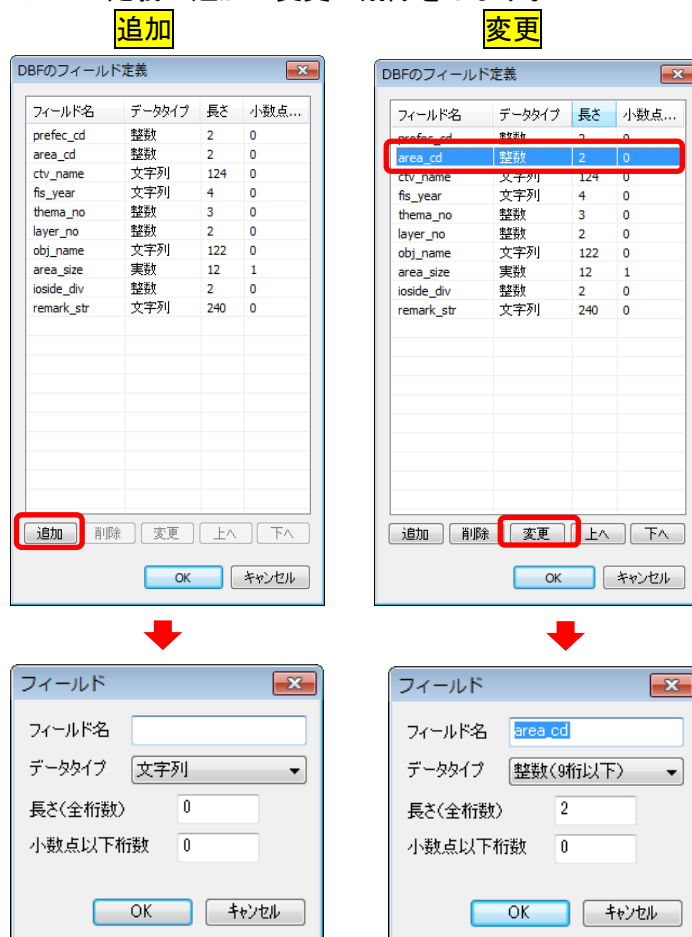 追加
DBFのフィールド定義
フィールド名 データタイプ 長さ 小数点...
prefec_cd 整数 2 0
area_cd 整数 2 0
ctv_name 文字列 124 0
fis_year 文字列 4 0
thema_no 整数 3 0
layer_no 整数 2 0
obj_name 文字列 122 0
area_size 実数 12 1
ioside_div 整数 2 0
remark_str 文字列 240 0
追加 削除 変更 上へ 下へ
OK キャンセル
フィールド
フィールド名
データタイプ 文字列
長さ(全桁数) 0
小数点以下桁数 0
OK キャンセル
変更
DBFのフィールド定義
フィールド名 データタイプ 長さ 小数点...
prefec_cd 整数 2 0
area_cd 整数 2 0
ctv_name 文字列 124 0
fis_year 文字列 4 0
thema_no 整数 3 0
layer_no 整数 2 0
obj_name 文字列 122 0
area_size 実数 12 1
ioside_div 整数 2 0
remark_str 文字列 240 0
追加 削除 変更 上へ 下へ
OK キャンセル
フィールド
フィールド名 area_cd
データタイプ 整数(9桁以下)
長さ(全桁数) 2
小数点以下桁数 0
OK キャンセル